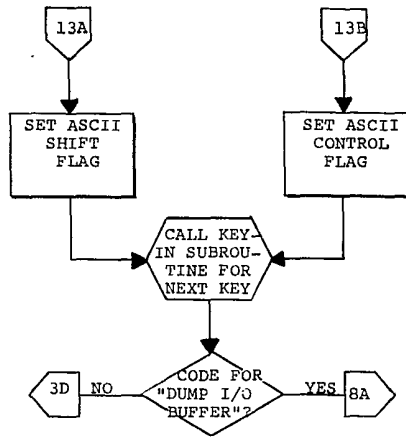 13A
13B
SET ASCII
SHIFT
FLAG
SET ASCII
CONTROL
FLAG
CALL KEY-
IN SUBROU-
TINE FOR
NEXT KEY
CODE FOR
"DUMP I/O
BUFFER"?
3D
NO
YES
8A